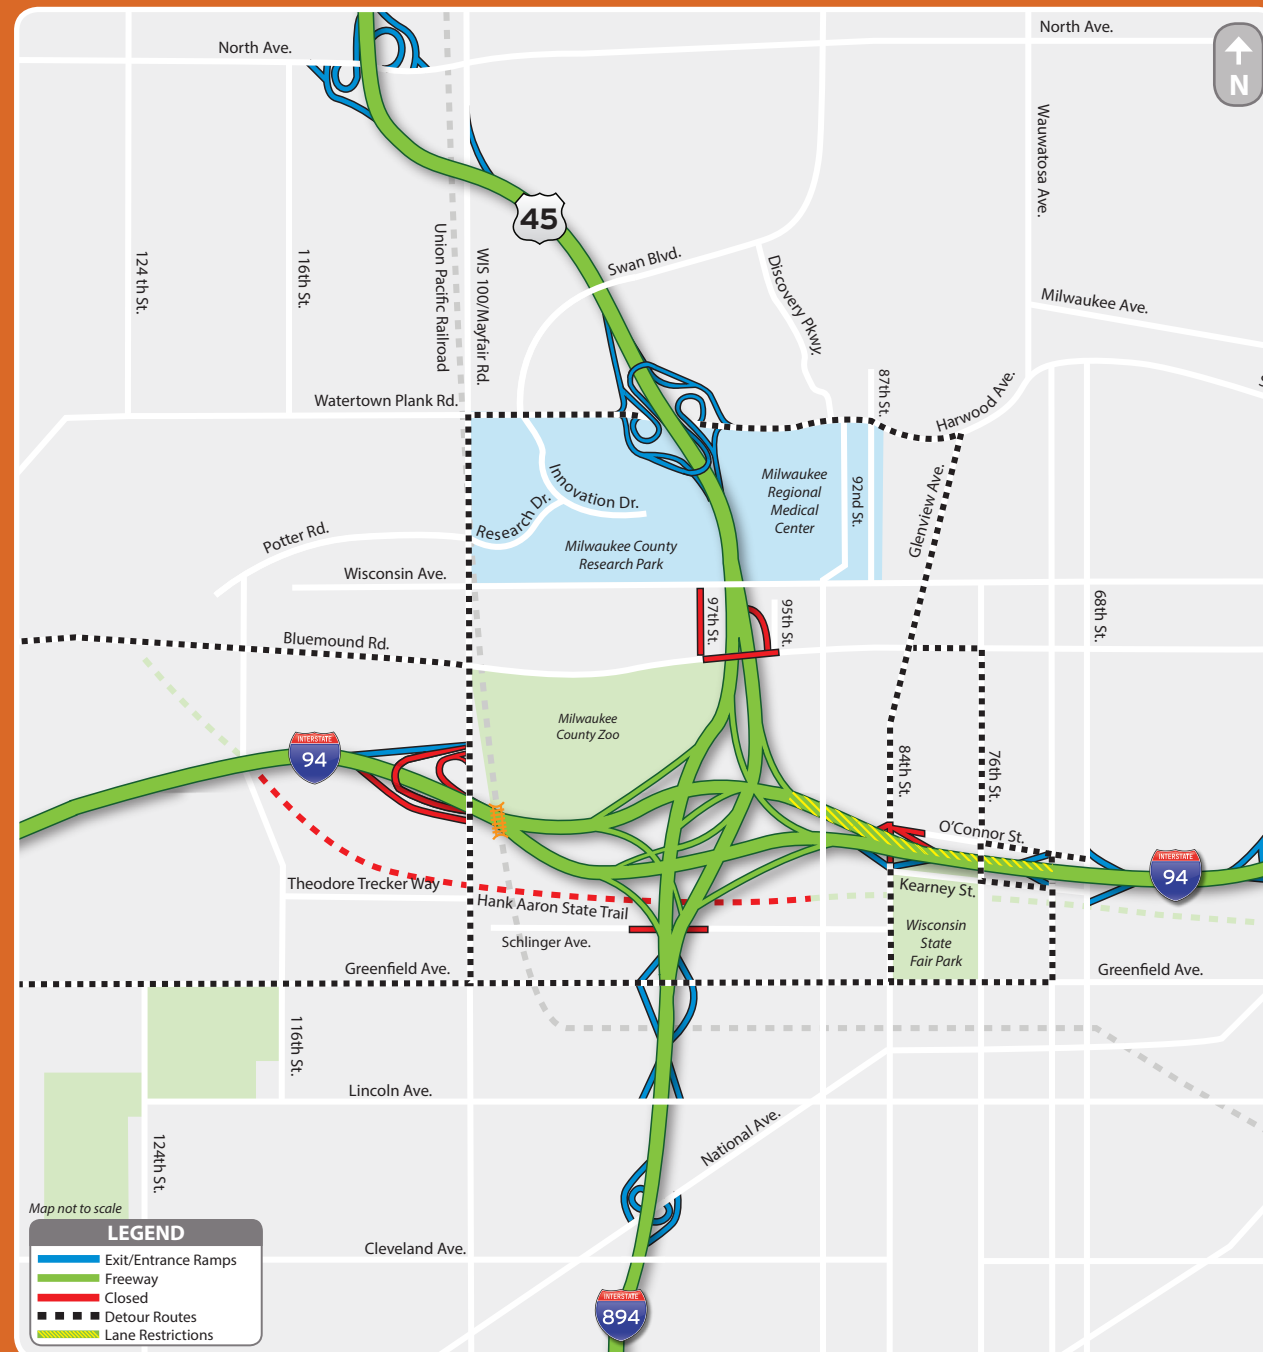 North Ave.
North Ave.
N
Wauwatosa Ave.
45
124 th St.
116th St.
Union Pacific Railroad
WIS 100/Mayfair Rd.
Swan Blvd.
Discovery Pkwy.
Milwaukee Ave.
87th St.
Harwood Ave.
Watertown Plank Rd.
Innovation Dr.
Research Dr.
Milwaukee
Regional
Medical
Center
92nd St.
Glenview Ave.
Potter Rd.
Milwaukee County
Research Park
Wisconsin Ave.
97th St.
95th St.
68th St.
Bluemound Rd.
Milwaukee
County Zoo
INTERSTATE
94
84th St.
76th St.
O'Connor St.
INTERSTATE
94
Theodore Trecker Way
Hank Aaron State Trail
Kearney St.
Schlinger Ave.
Wisconsin
State
Fair Park
Greenfield Ave.
Greenfield Ave.
116th St.
Lincoln Ave.
National Ave.
124th St.
Map not to scale
Cleveland Ave.
LEGEND
Exit/Entrance Ramps
Freeway
Closed
Detour Routes
Lane Restrictions
INTERSTATE
894